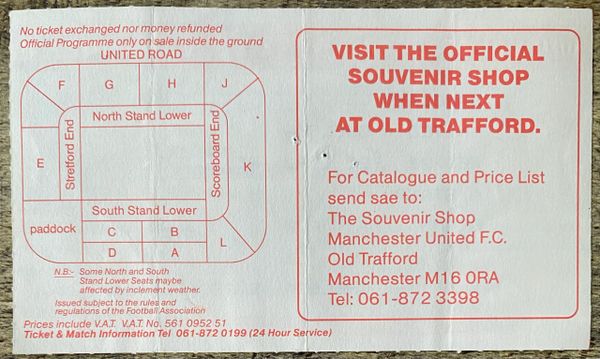 No ticket exchanged nor money refunded
Official Programme only on sale inside the ground
UNITED ROAD
F
G
H
J
North Stand Lower
Stretford End
Scoreboard End
E
K
South Stand Lower
paddock
C
B
D
A
L
N.B:- Some North and South
Stand Lower Seats maybe
affected by inclement weather.
Issued subject to the rules and
regulations of the Football Association
Prices include V.A.T. V.A.T. No. 561 0952 51
Ticket & Match Information Tel 061-872 0199 (24 Hour Service)
VISIT THE OFFICIAL
SOUVENIR SHOP
WHEN NEXT
AT OLD TRAFFORD.
For Catalogue and Price List
send sae to:
The Souvenir Shop
Manchester United F.C.
Old Trafford
Manchester M16 0RA
Tel: 061-872 3398